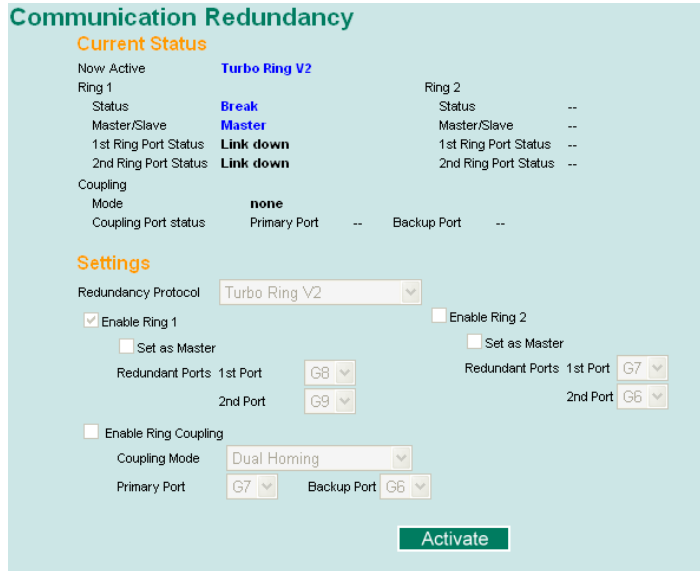 Communication Redundancy
Current Status
Now Active Turbo Ring V2
Ring 1 Ring 2
Status Break Status --
Master/Slave Master Master/Slave --
1st Ring Port Status Link down 1st Ring Port Status --
2nd Ring Port Status Link down 2nd Ring Port Status --
Coupling
Mode none
Coupling Port status Primary Port -- Backup Port --
Settings
Redundancy Protocol Turbo Ring V2
Enable Ring 1 Enable Ring 2
Set as Master Set as Master
Redundant Ports 1st Port G8 Redundant Ports 1st Port G7
2nd Port G9 2nd Port G6
Enable Ring Coupling
Coupling Mode Dual Homing
Primary Port G7 Backup Port G6
Activate